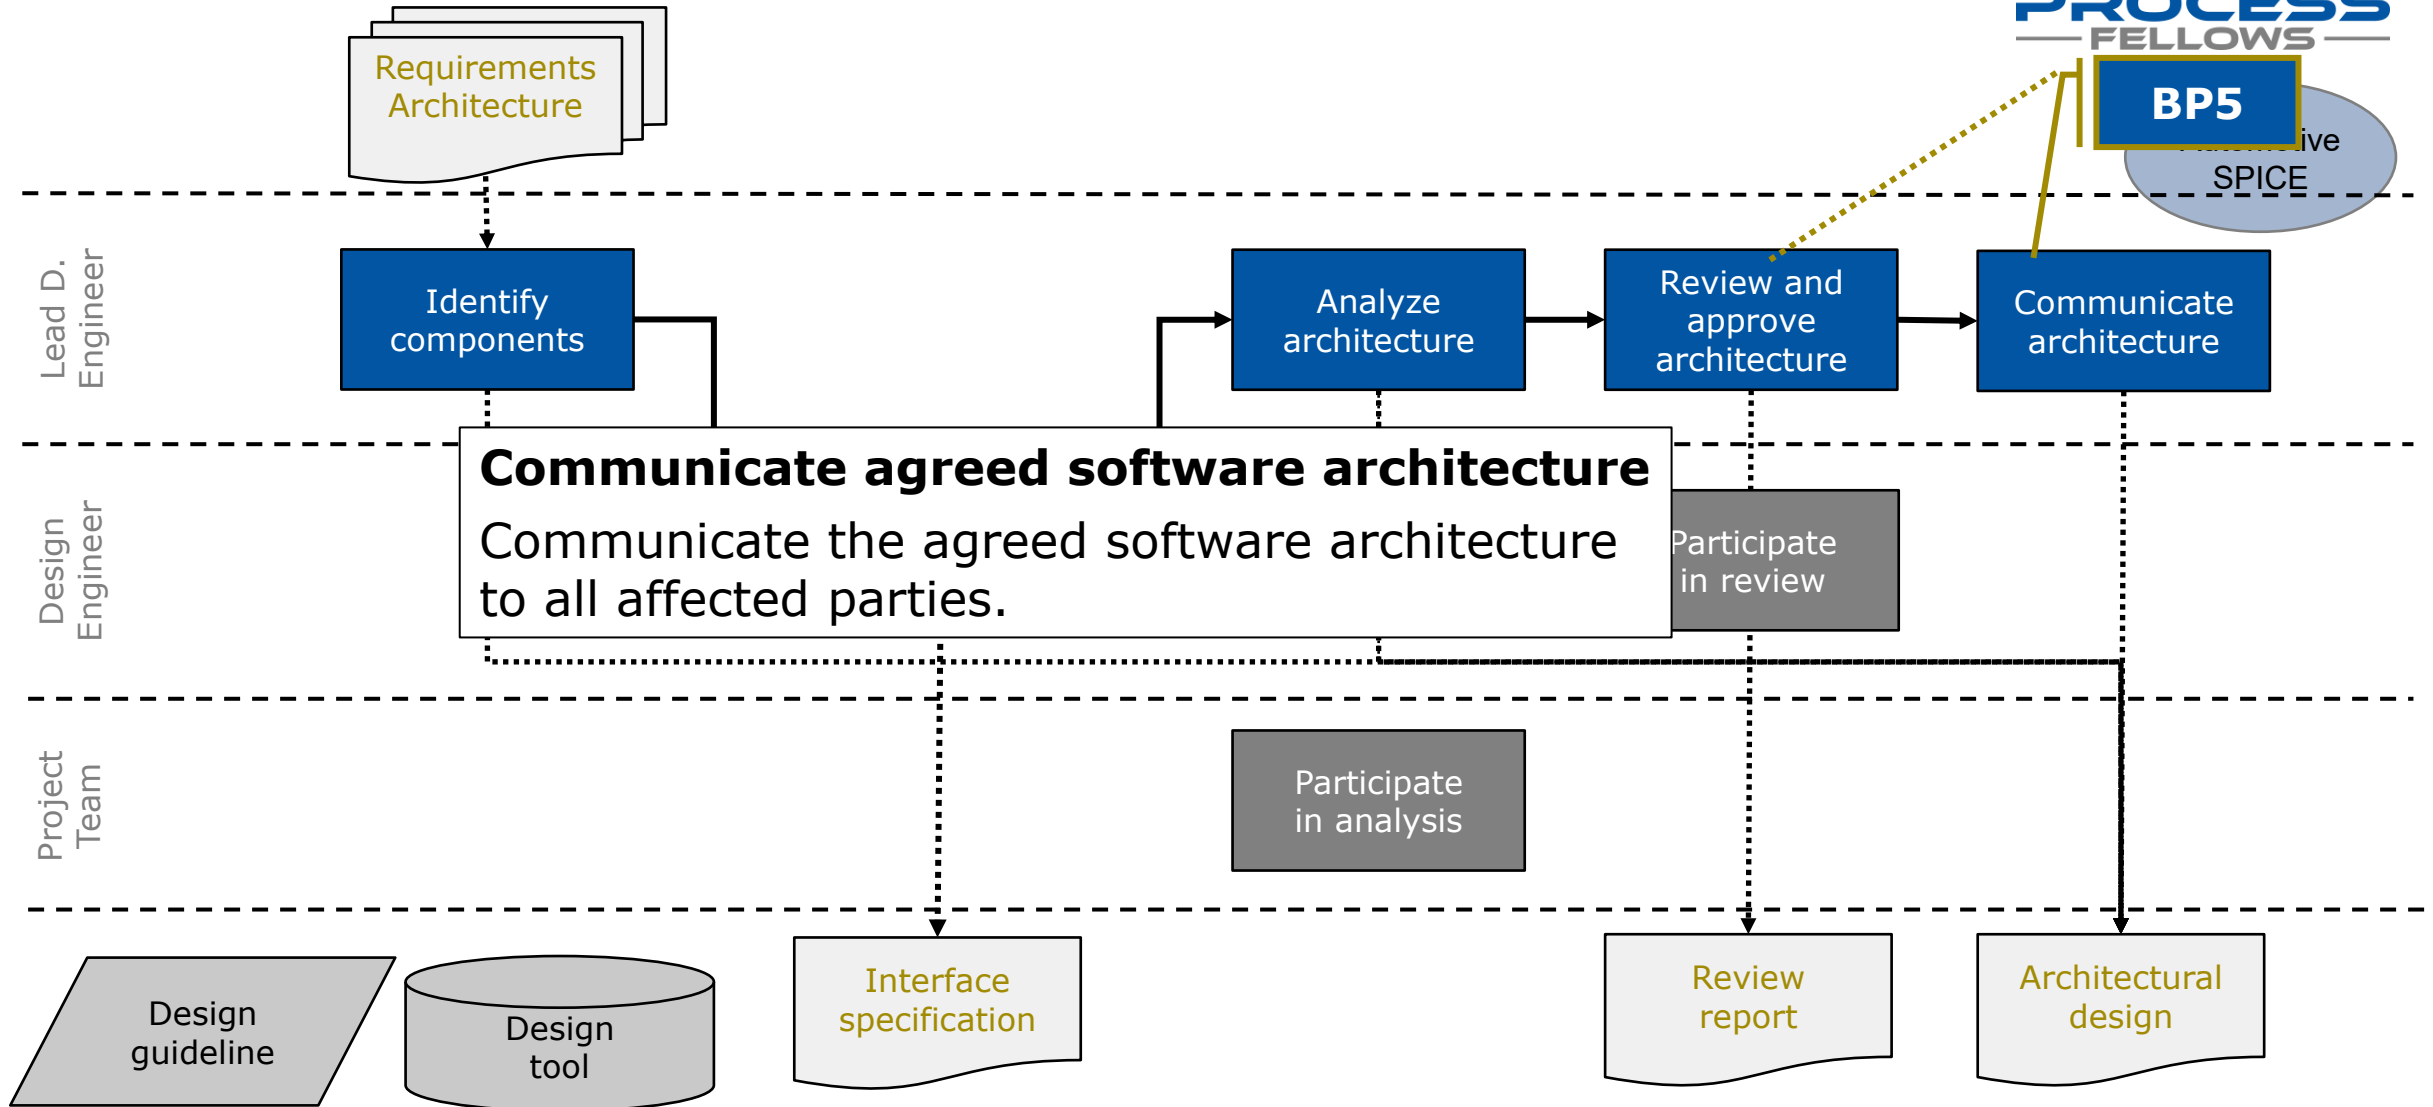 PROCESS
FELLOWS
Requirements
Architecture
BP5
SPICE
Lead D.
Engineer
Identify
components
Analyze
architecture
Review and
approve
architecture
Communicate
architecture
Design
Engineer
Communicate agreed software architecture
Communicate the agreed software architecture
to all affected parties.
Participate
in review
Project
Team
Participate
in analysis
Design
guideline
Design
tool
Interface
specification
Review
report
Architectural
design